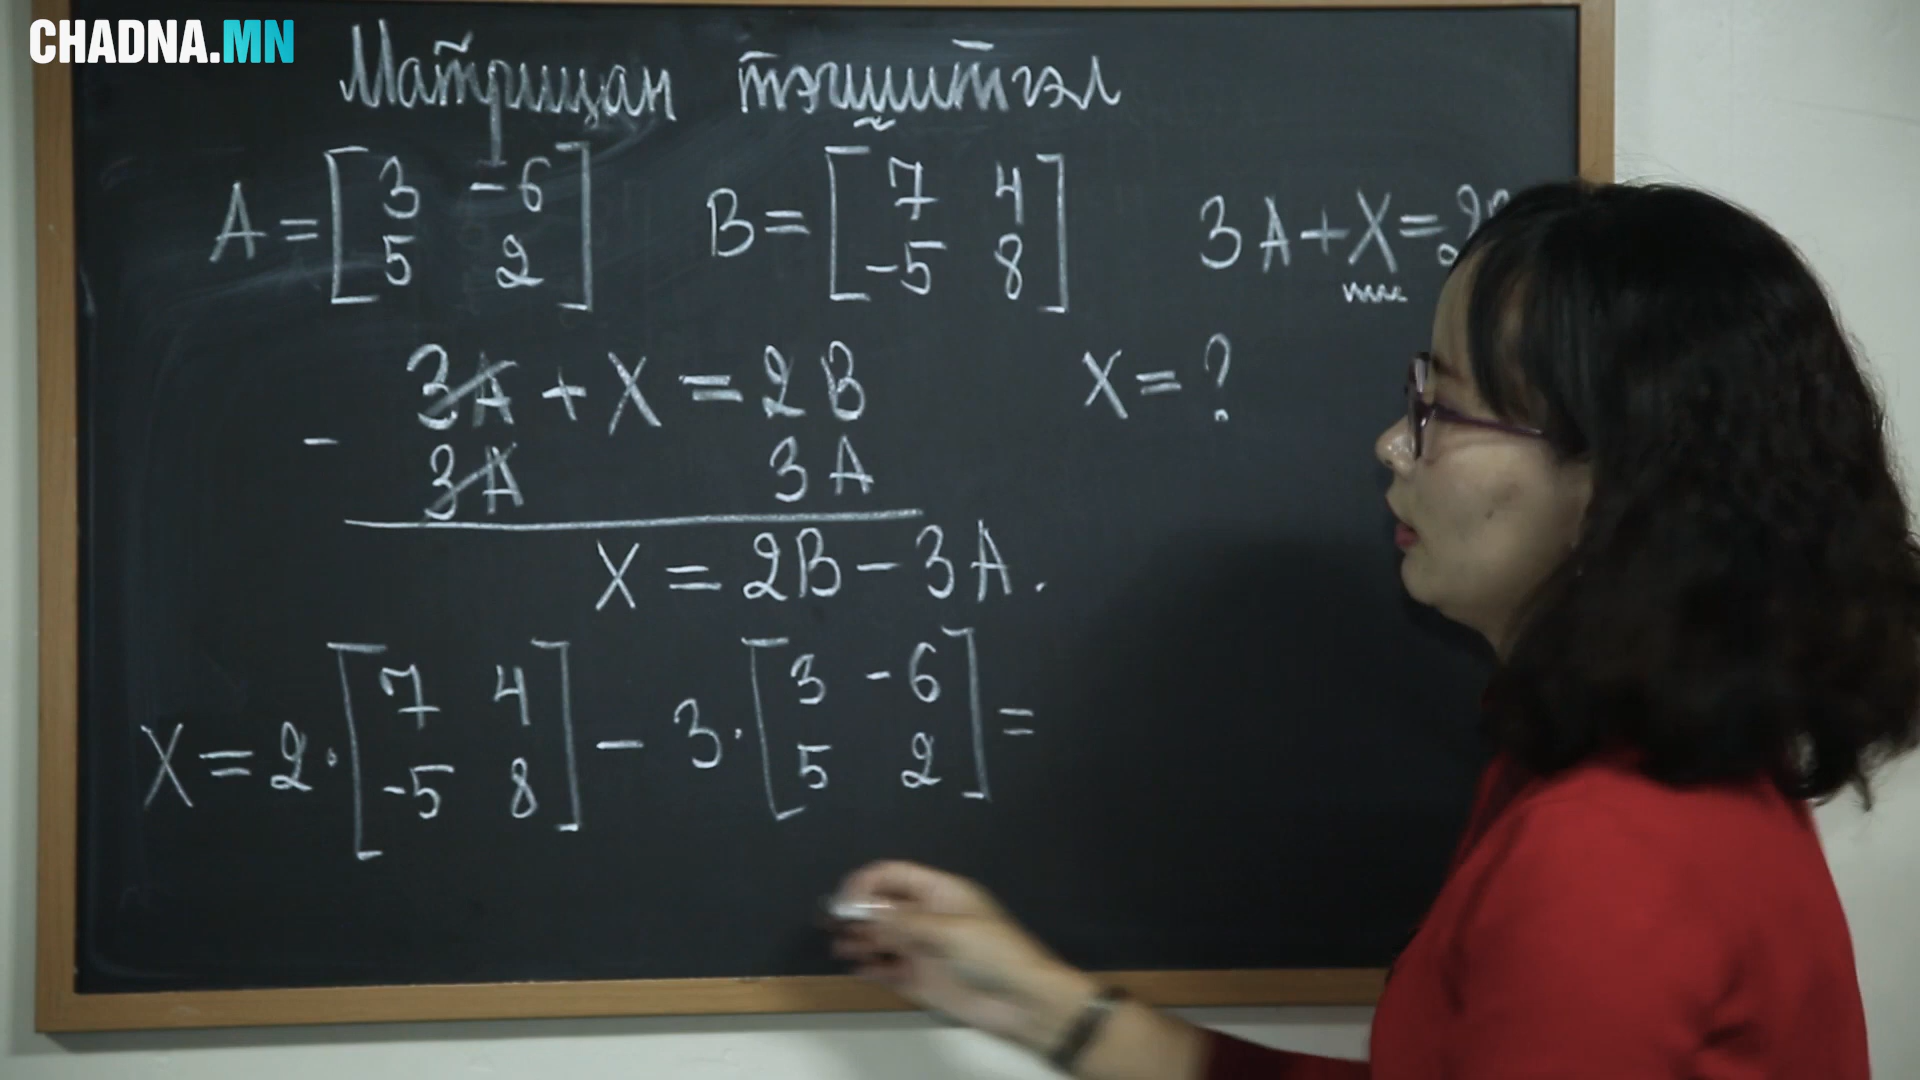 CHADNA.MN
Матрицан тэгшитгэл
A = [3 -6 5 2] B = [7 4 -5 8] 3A + X = 2
3A + X = 2B X = ?
- 3A 3A
X = 2B - 3A.
X = 2 · [7 4 -5 8] - 3 · [3 -6 5 2] =